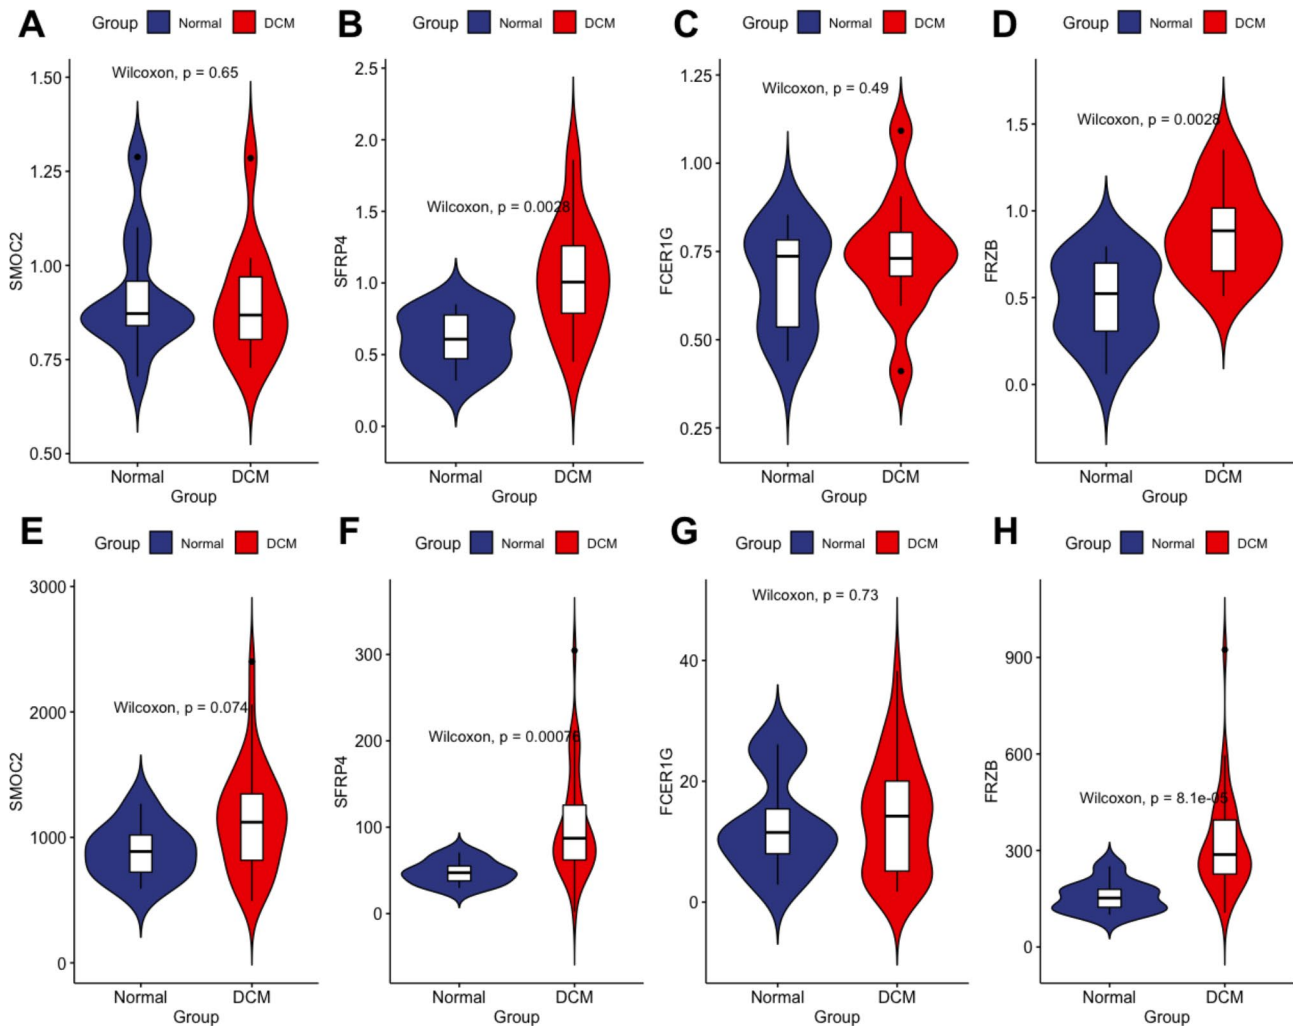 A
Group Normal DCM
Wilcoxon, p = 0.65
SMOC2
1.50
1.25
1.00
0.75
0.50
Normal DCM
Group
B
Group Normal DCM
Wilcoxon, p = 0.0028
SFRP4
2.5
2.0
1.5
1.0
0.5
0.0
Normal DCM
Group
C
Group Normal DCM
Wilcoxon, p = 0.49
FCER1G
1.25
1.00
0.75
0.50
0.25
Normal DCM
Group
D
Group Normal DCM
Wilcoxon, p = 0.0028
FRZB
1.5
1.0
0.5
0.0
Normal DCM
Group
E
Group Normal DCM
Wilcoxon, p = 0.074
SMOC2
3000
2000
1000
0
Normal DCM
Group
F
Group Normal DCM
Wilcoxon, p =
SFRP4
300
200
100
0
Normal DCM
Group
G
Group Normal DCM
Wilcoxon, p = 0.73
FCER1G
40
20
0
Normal DCM
Group
H
Group Normal DCM
Wilcoxon, p = 8.1e-05
FRZB
900
600
300
0
Normal DCM
Group